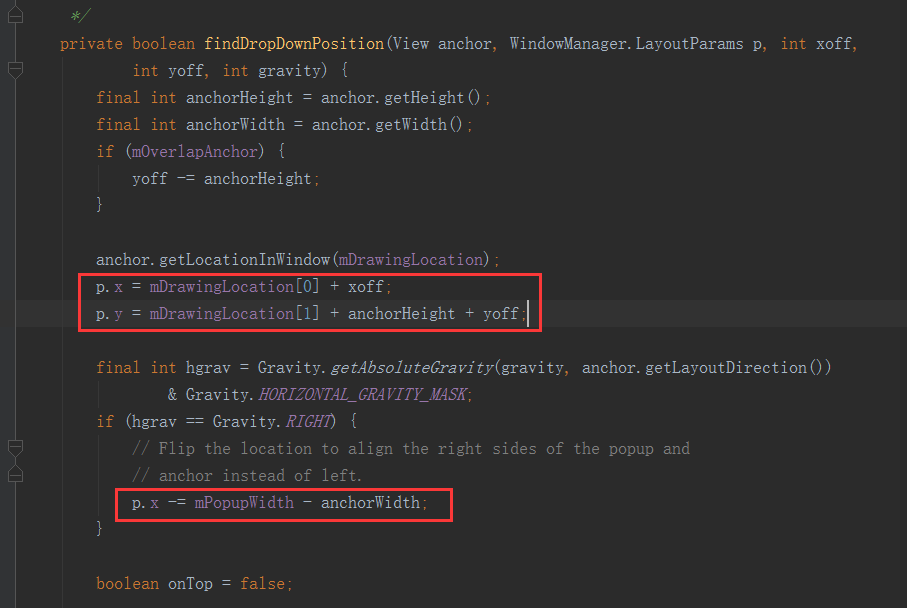 */
private boolean findDropDownPosition(View anchor, WindowManager.LayoutParams p, int xoff,
int yoff, int gravity) {
final int anchorHeight = anchor.getHeight();
final int anchorWidth = anchor.getWidth();
if (mOverlapAnchor) {
yoff -= anchorHeight;
}
anchor.getLocationInWindow(mDrawingLocation);
p.x = mDrawingLocation[0] + xoff;
p.y = mDrawingLocation[1] + anchorHeight + yoff;
final int hgrav = Gravity.getAbsoluteGravity(gravity, anchor.getLayoutDirection())
& Gravity.HORIZONTAL_GRAVITY_MASK;
if (hgrav == Gravity.RIGHT) {
// Flip the location to align the right sides of the popup and
// anchor instead of left.
p.x -= mPopupWidth - anchorWidth;
}
boolean onTop = false;